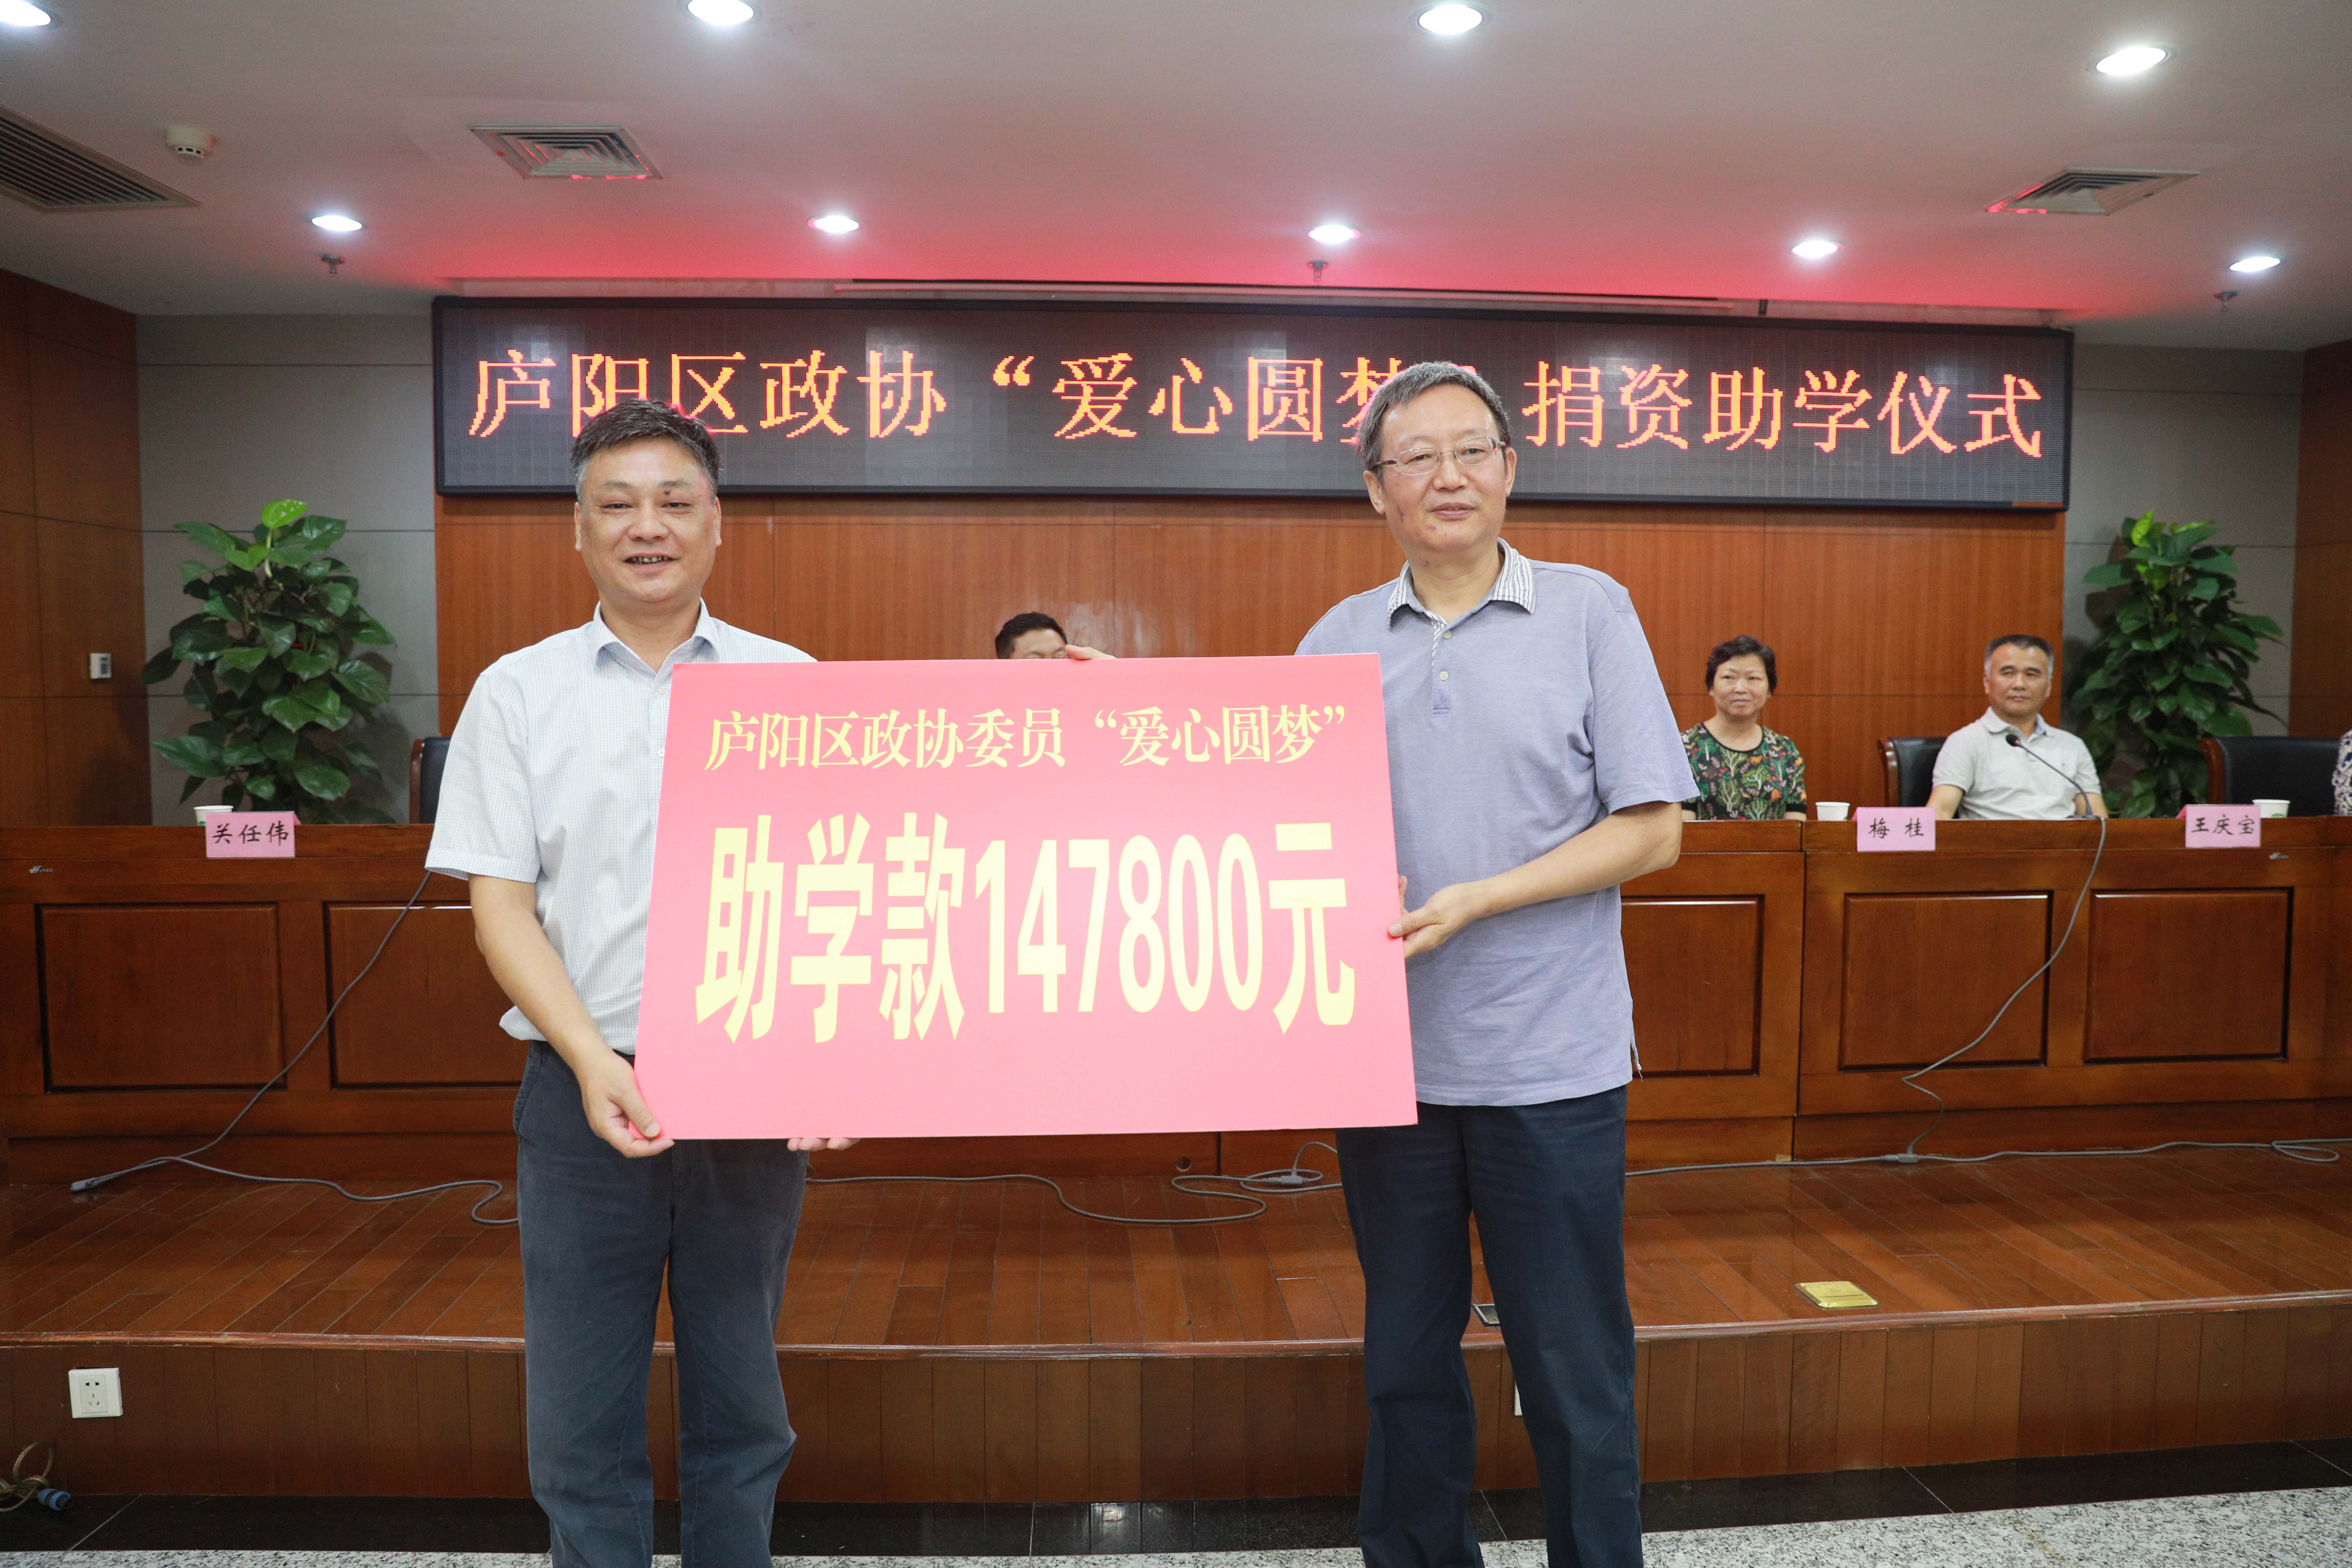 庐阳区政协“爱心圆梦”捐资助学仪式
庐阳区政协委员“爱心圆梦”
助学款147800元
关任伟
梅桂
王庆宝